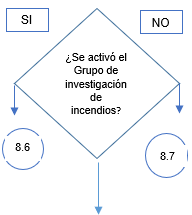 SI
NO
¿Se activó el
Grupo de
investigación
de
incendios?
8.6
8.7